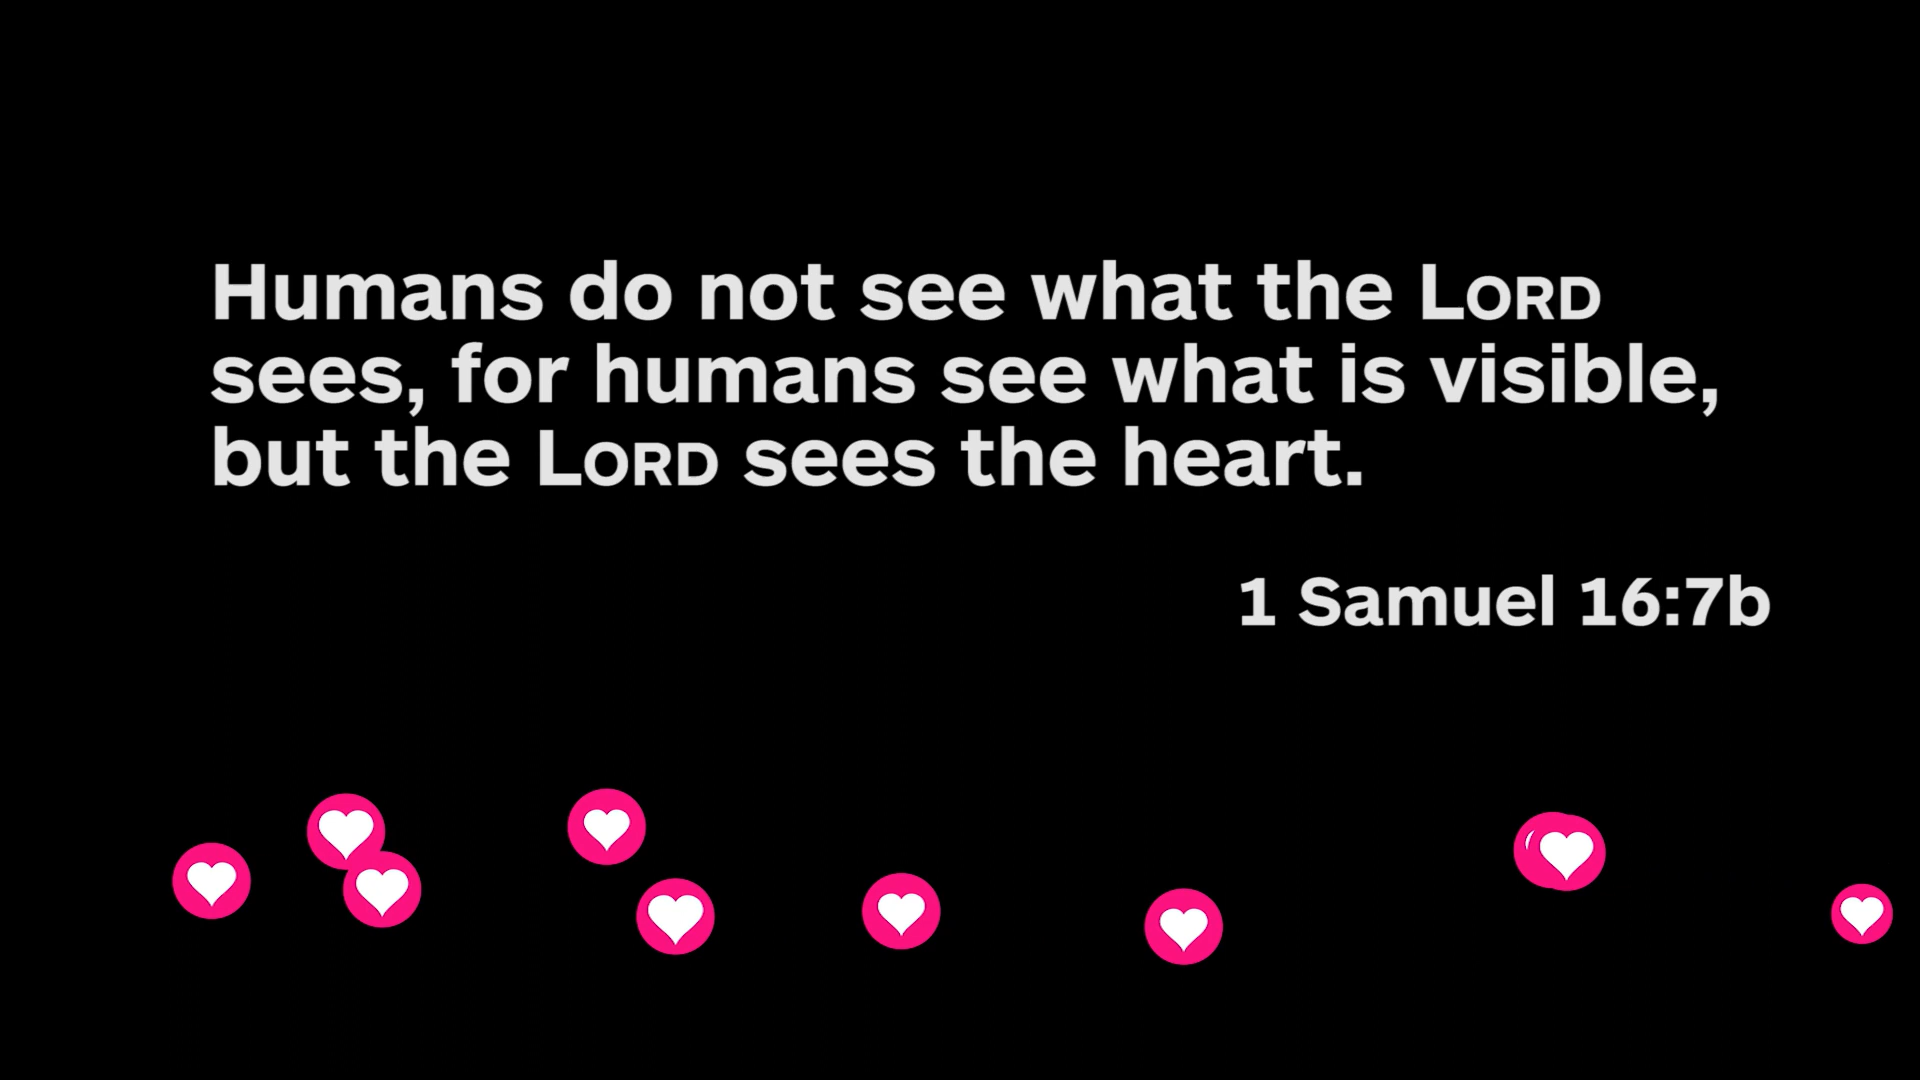 Humans do not see what the LORD
sees, for humans see what is visible,
but the LORD sees the heart.
1 Samuel 16:7b